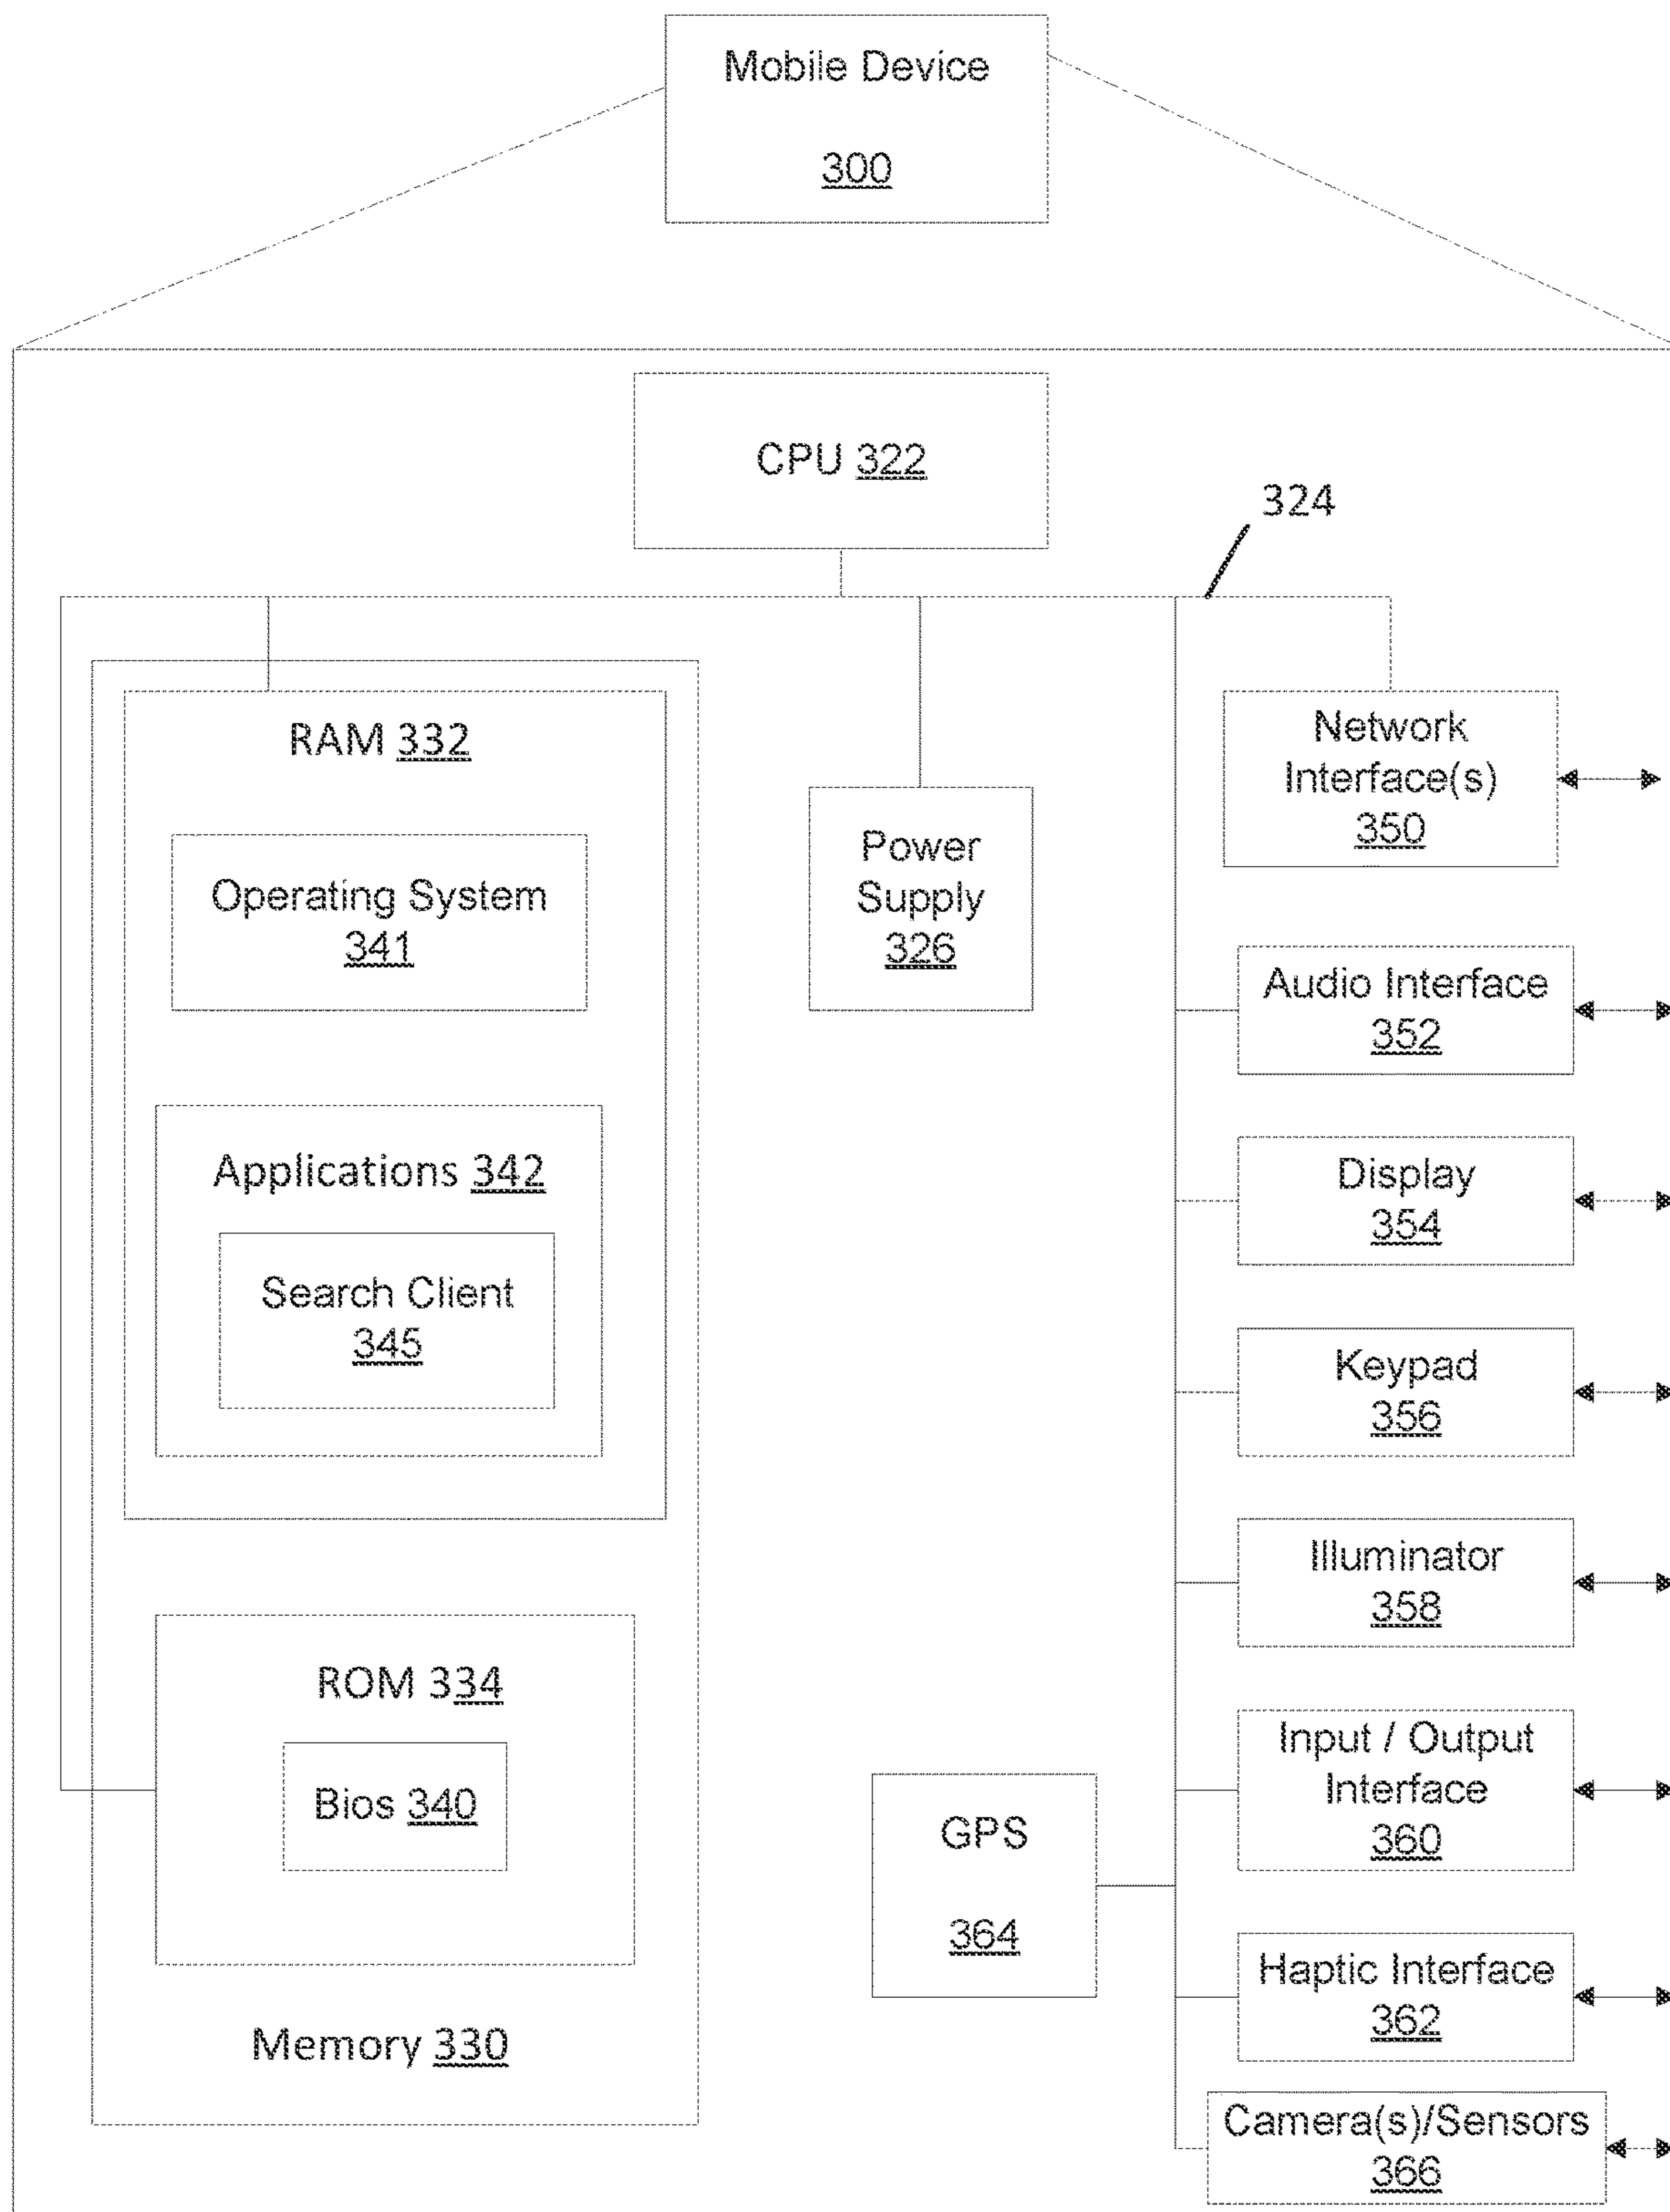 Mobile Device
300
CPU 322
324
RAM 332
Operating System
341
Applications 342
Search Client
345
ROM 334
Bios 340
Memory 330
Power
Supply
326
GPS
364
Network
Interface(s)
350
Audio Interface
352
Display
354
Keypad
356
Illuminator
358
Input / Output
Interface
360
Haptic Interface
362
Camera(s)/Sensors
366